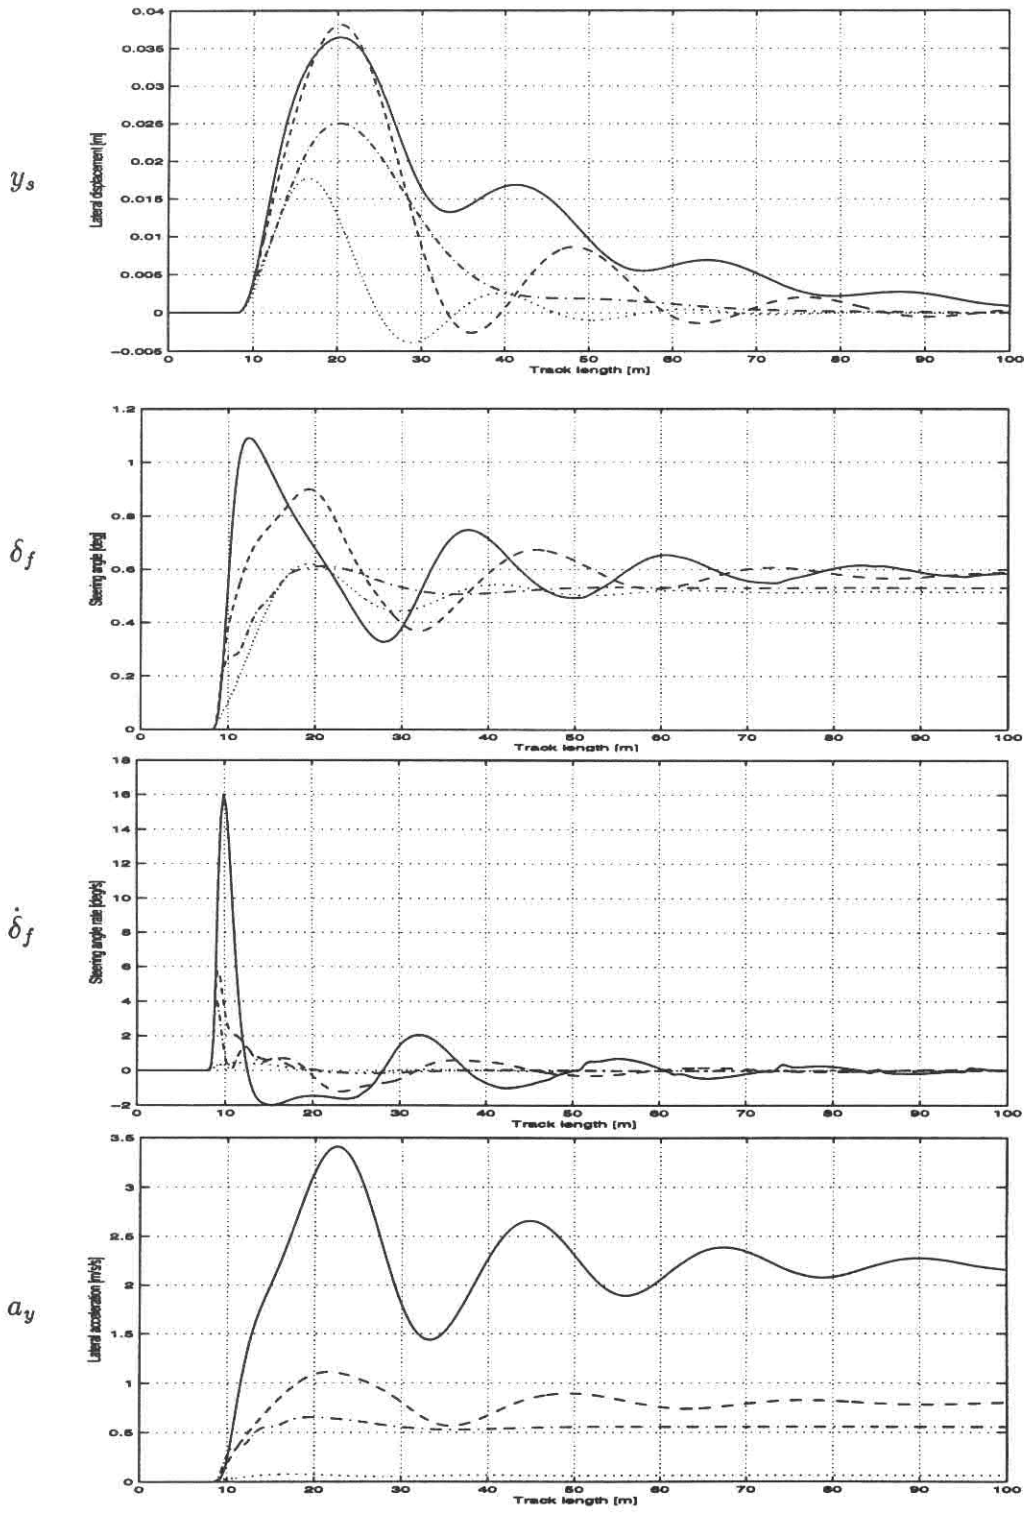 0.04
0.035
0.03
0.025
0.02
0.015
0.01
0.005
0
-0.005
y_s
Lateral displacement [m]
0 10 20 30 40 50 60 70 80 90 100
Track length [m]
1.2
1
0.8
0.6
0.4
0.2
0
δ_f
Steering angle [deg]
0 10 20 30 40 50 60 70 80 90 100
Track length [m]
18
16
14
12
10
8
6
4
2
0
-2
δ̇_f
Steering angle rate [deg/s]
0 10 20 30 40 50 60 70 80 90 100
Track length [m]
3.5
3
2.5
2
1.5
1
0.5
0
a_y
Lateral acceleration [m/s/s]
0 10 20 30 40 50 60 70 80 90 100
Track length [m]